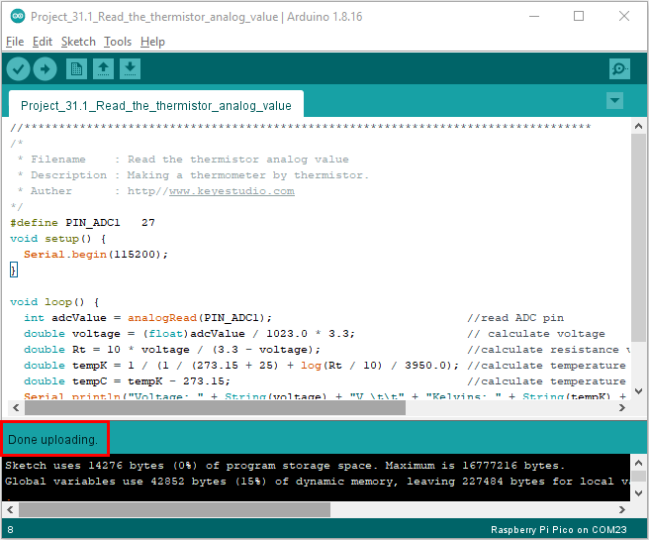 Project_31.1_Read_the_thermistor_analog_value | Arduino 1.8.16
File Edit Sketch Tools Help
Project_31.1_Read_the_thermistor_analog_value
//**********************************************************************************
/*
 * Filename    : Read the thermistor analog value
 * Description : Making a thermometer by thermistor.
 * Auther      : http//www.keyestudio.com
*/
#define PIN_ADC1   27
void setup() {
  Serial.begin(115200);
}
void loop() {
  int adcValue = analogRead(PIN_ADC1);                            //read ADC pin
  double voltage = (float)adcValue / 1023.0 * 3.3;                // calculate voltage
  double Rt = 10 * voltage / (3.3 - voltage);                     //calculate resistance v
  double tempK = 1 / (1 / (273.15 + 25) + log(Rt / 10) / 3950.0); //calculate temperature
  double tempC = tempK - 273.15;                                  //calculate temperature
  Serial.println("Voltage: " + String(voltage) + "V,\t\t" + "Kelvins: " + String(tempK) +
Done uploading.
Sketch uses 14276 bytes (0%) of program storage space. Maximum is 16777216 bytes.
Global variables use 42852 bytes (15%) of dynamic memory, leaving 227484 bytes for local va
8 Raspberry Pi Pico on COM23